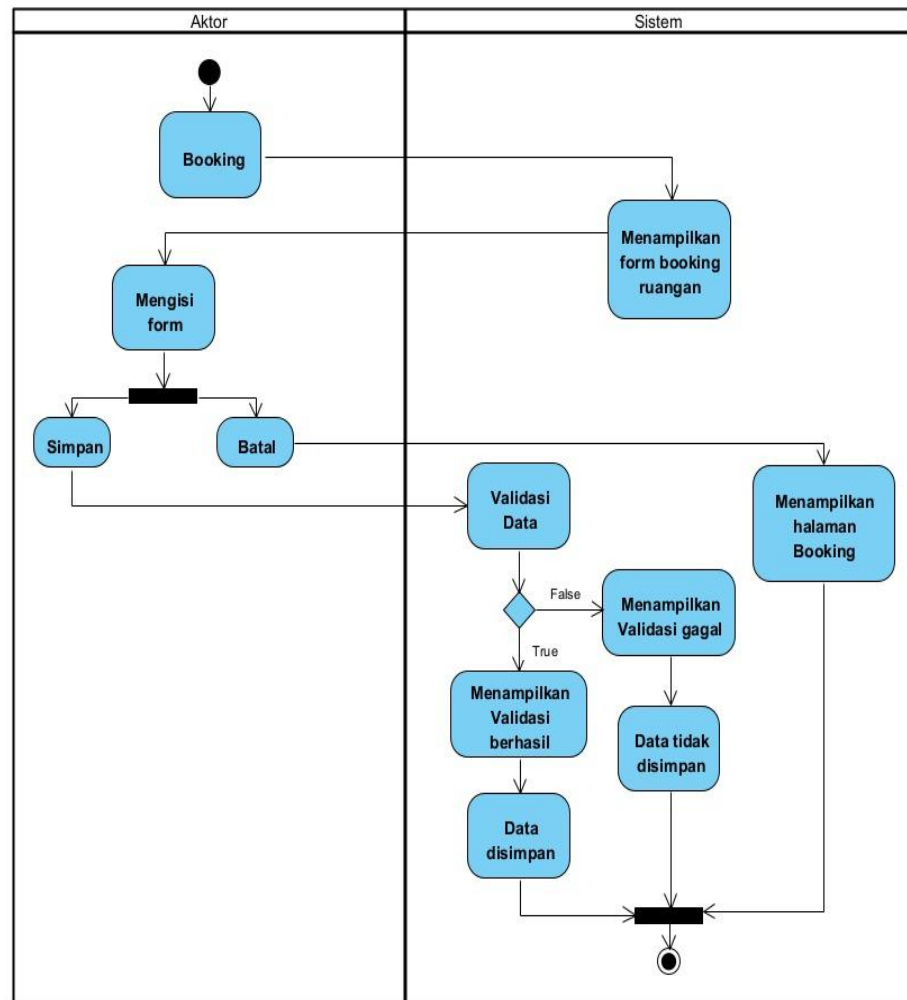 Aktor
Sistem
Booking
Menampilkan
form booking
ruangan
Mengisi
form
Simpan
Batal
Validasi
Data
Menampilkan
halaman
Booking
False
Menampilkan
Validasi gagal
True
Menampilkan
Validasi
berhasil
Data tidak
disimpan
Data
disimpan